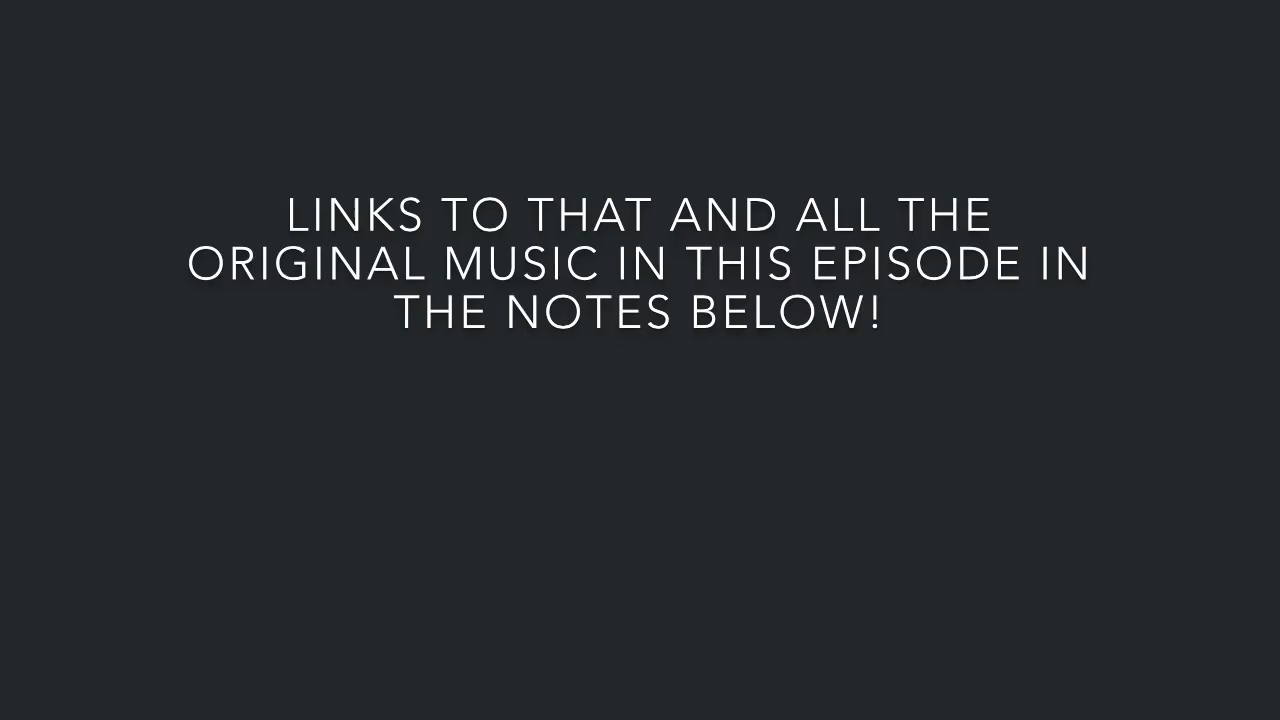 LINKS TO THAT AND ALL THE
ORIGINAL MUSIC IN THIS EPISODE IN
THE NOTES BELOW!